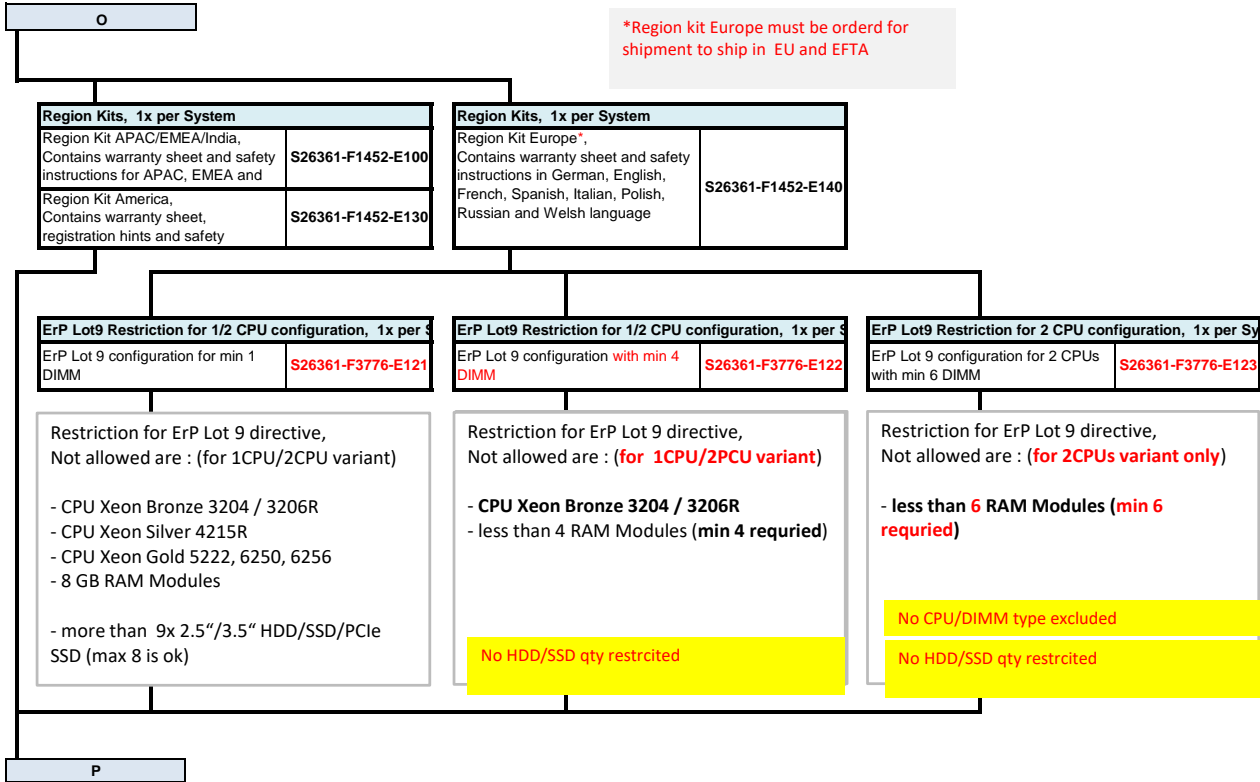 O
*Region kit Europe must be orderd for
shipment to ship in EU and EFTA
Region Kits, 1x per System
Region Kit APAC/EMEA/India,
Contains warranty sheet and safety
instructions for APAC, EMEA and
S26361-F1452-E100
Region Kit America,
Contains warranty sheet,
registration hints and safety
S26361-F1452-E130
Region Kits, 1x per System
Region Kit Europe*,
Contains warranty sheet and safety
instructions in German, English,
French, Spanish, Italian, Polish,
Russian and Welsh language
S26361-F1452-E140
ErP Lot9 Restriction for 1/2 CPU configuration, 1x per S
ErP Lot 9 configuration for min 1
DIMM
S26361-F3776-E121
ErP Lot9 Restriction for 1/2 CPU configuration, 1x per S
ErP Lot 9 configuration with min 4
DIMM
S26361-F3776-E122
ErP Lot9 Restriction for 2 CPU configuration, 1x per Sy
ErP Lot 9 configuration for 2 CPUs
with min 6 DIMM
S26361-F3776-E123
Restriction for ErP Lot 9 directive,
Not allowed are : (for 1CPU/2CPU variant)
- CPU Xeon Bronze 3204 / 3206R
- CPU Xeon Silver 4215R
- CPU Xeon Gold 5222, 6250, 6256
- 8 GB RAM Modules
- more than 9x 2.5“/3.5“ HDD/SSD/PCIe
SSD (max 8 is ok)
Restriction for ErP Lot 9 directive,
Not allowed are : (for 1CPU/2PCU variant)
- CPU Xeon Bronze 3204 / 3206R
- less than 4 RAM Modules (min 4 requried)
No HDD/SSD qty restrcited
Restriction for ErP Lot 9 directive,
Not allowed are : (for 2CPUs variant only)
- less than 6 RAM Modules (min 6
requried)
No CPU/DIMM type excluded
No HDD/SSD qty restrcited
P